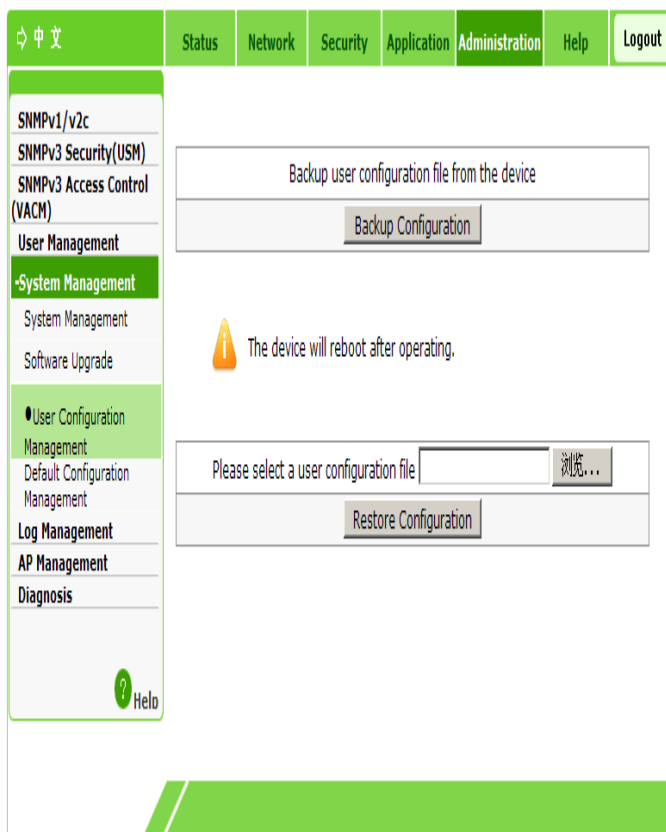 ⇨中文
Status
Network
Security
Application
Administration
Help
Logout
SNMPv1/v2c
SNMPv3 Security(USM)
SNMPv3 Access Control
(VACM)
User Management
-System Management
System Management
Software Upgrade
●User Configuration
Management
Default Configuration
Management
Log Management
AP Management
Diagnosis
? Help
Backup user configuration file from the device
Backup Configuration
The device will reboot after operating.
Please select a user configuration file
浏览...
Restore Configuration